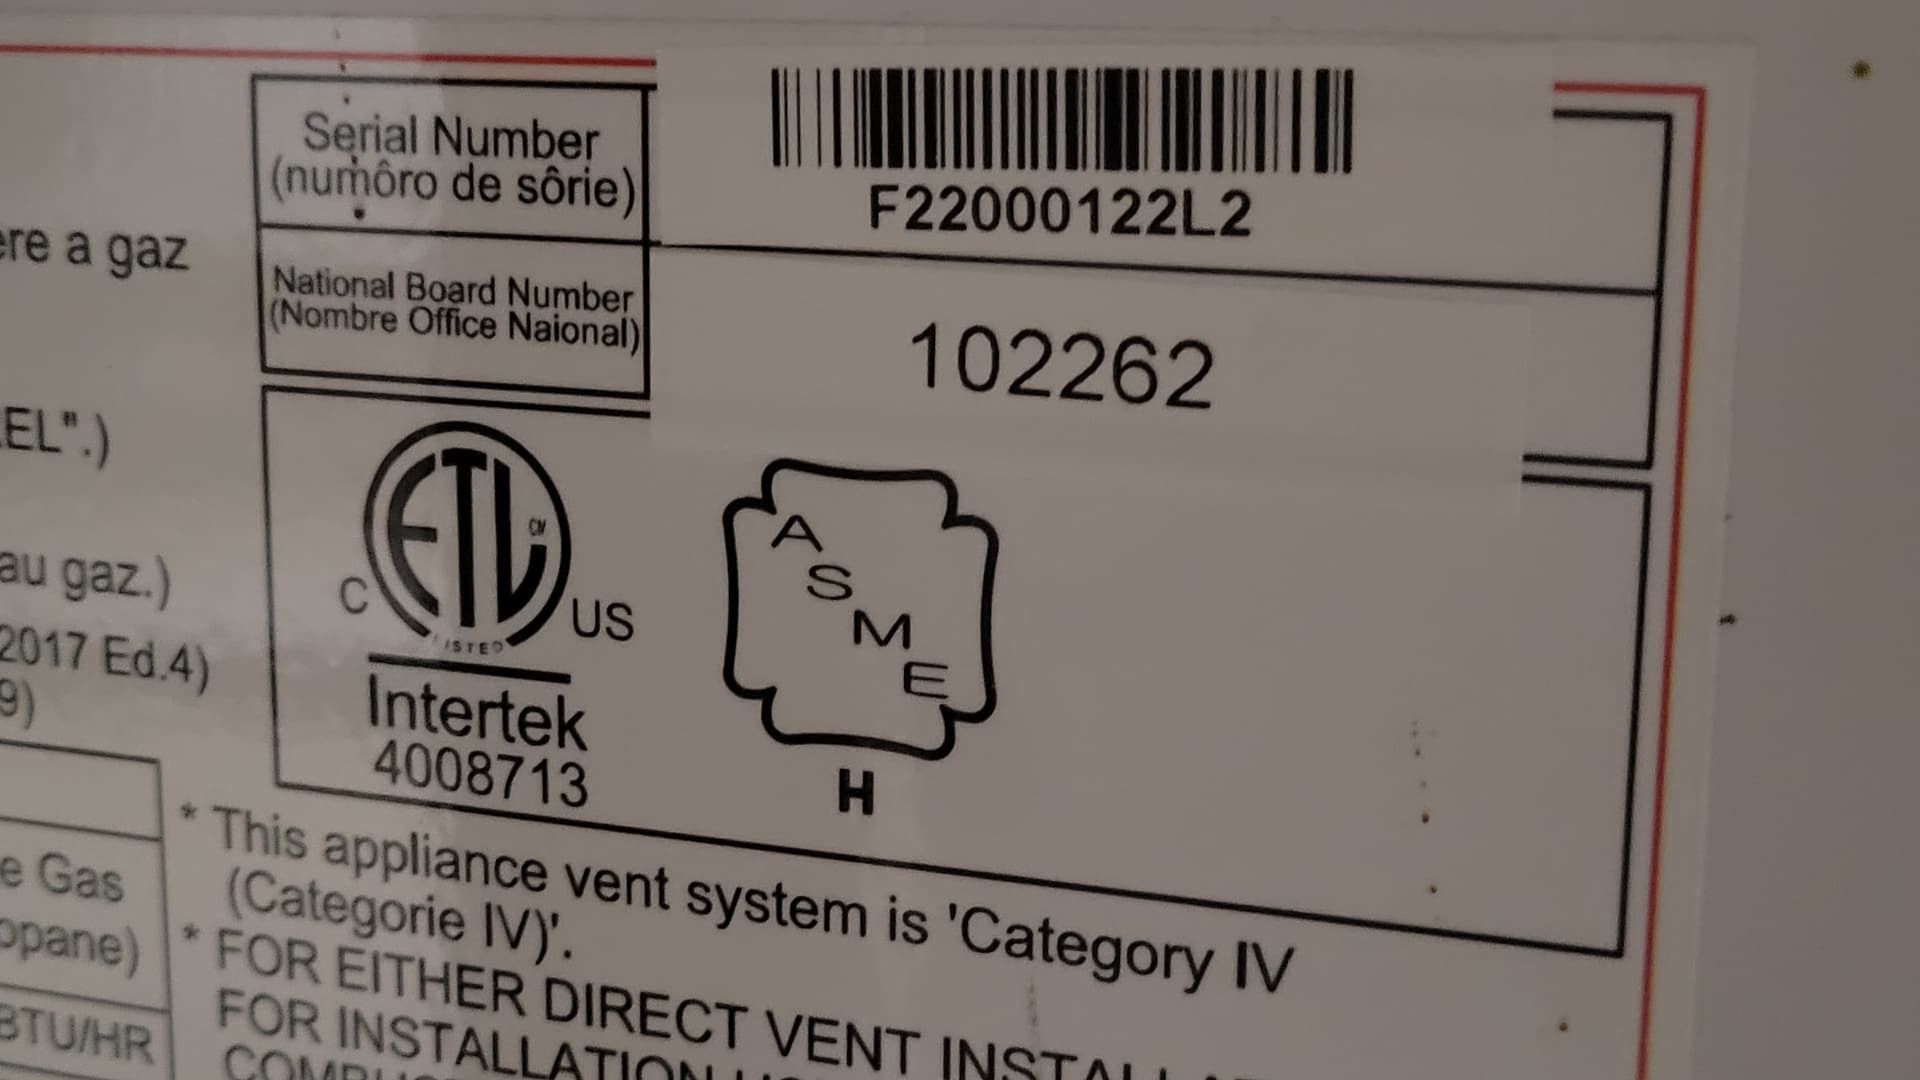 Serial Number
(numôro de sôrie)
F22000122L2
National Board Number
(Nombre Office Naional)
102262
ere a gaz
EL".)
au gaz.)
2017 Ed.4)
9)
C
ETL
CM
US
LISTED
Intertek
4008713
A
S
M
E
H
e Gas
opane)
BTU/HR
* This appliance vent system is 'Category IV
(Categorie IV)'.
* FOR EITHER DIRECT VENT
FOR INSTALLATION